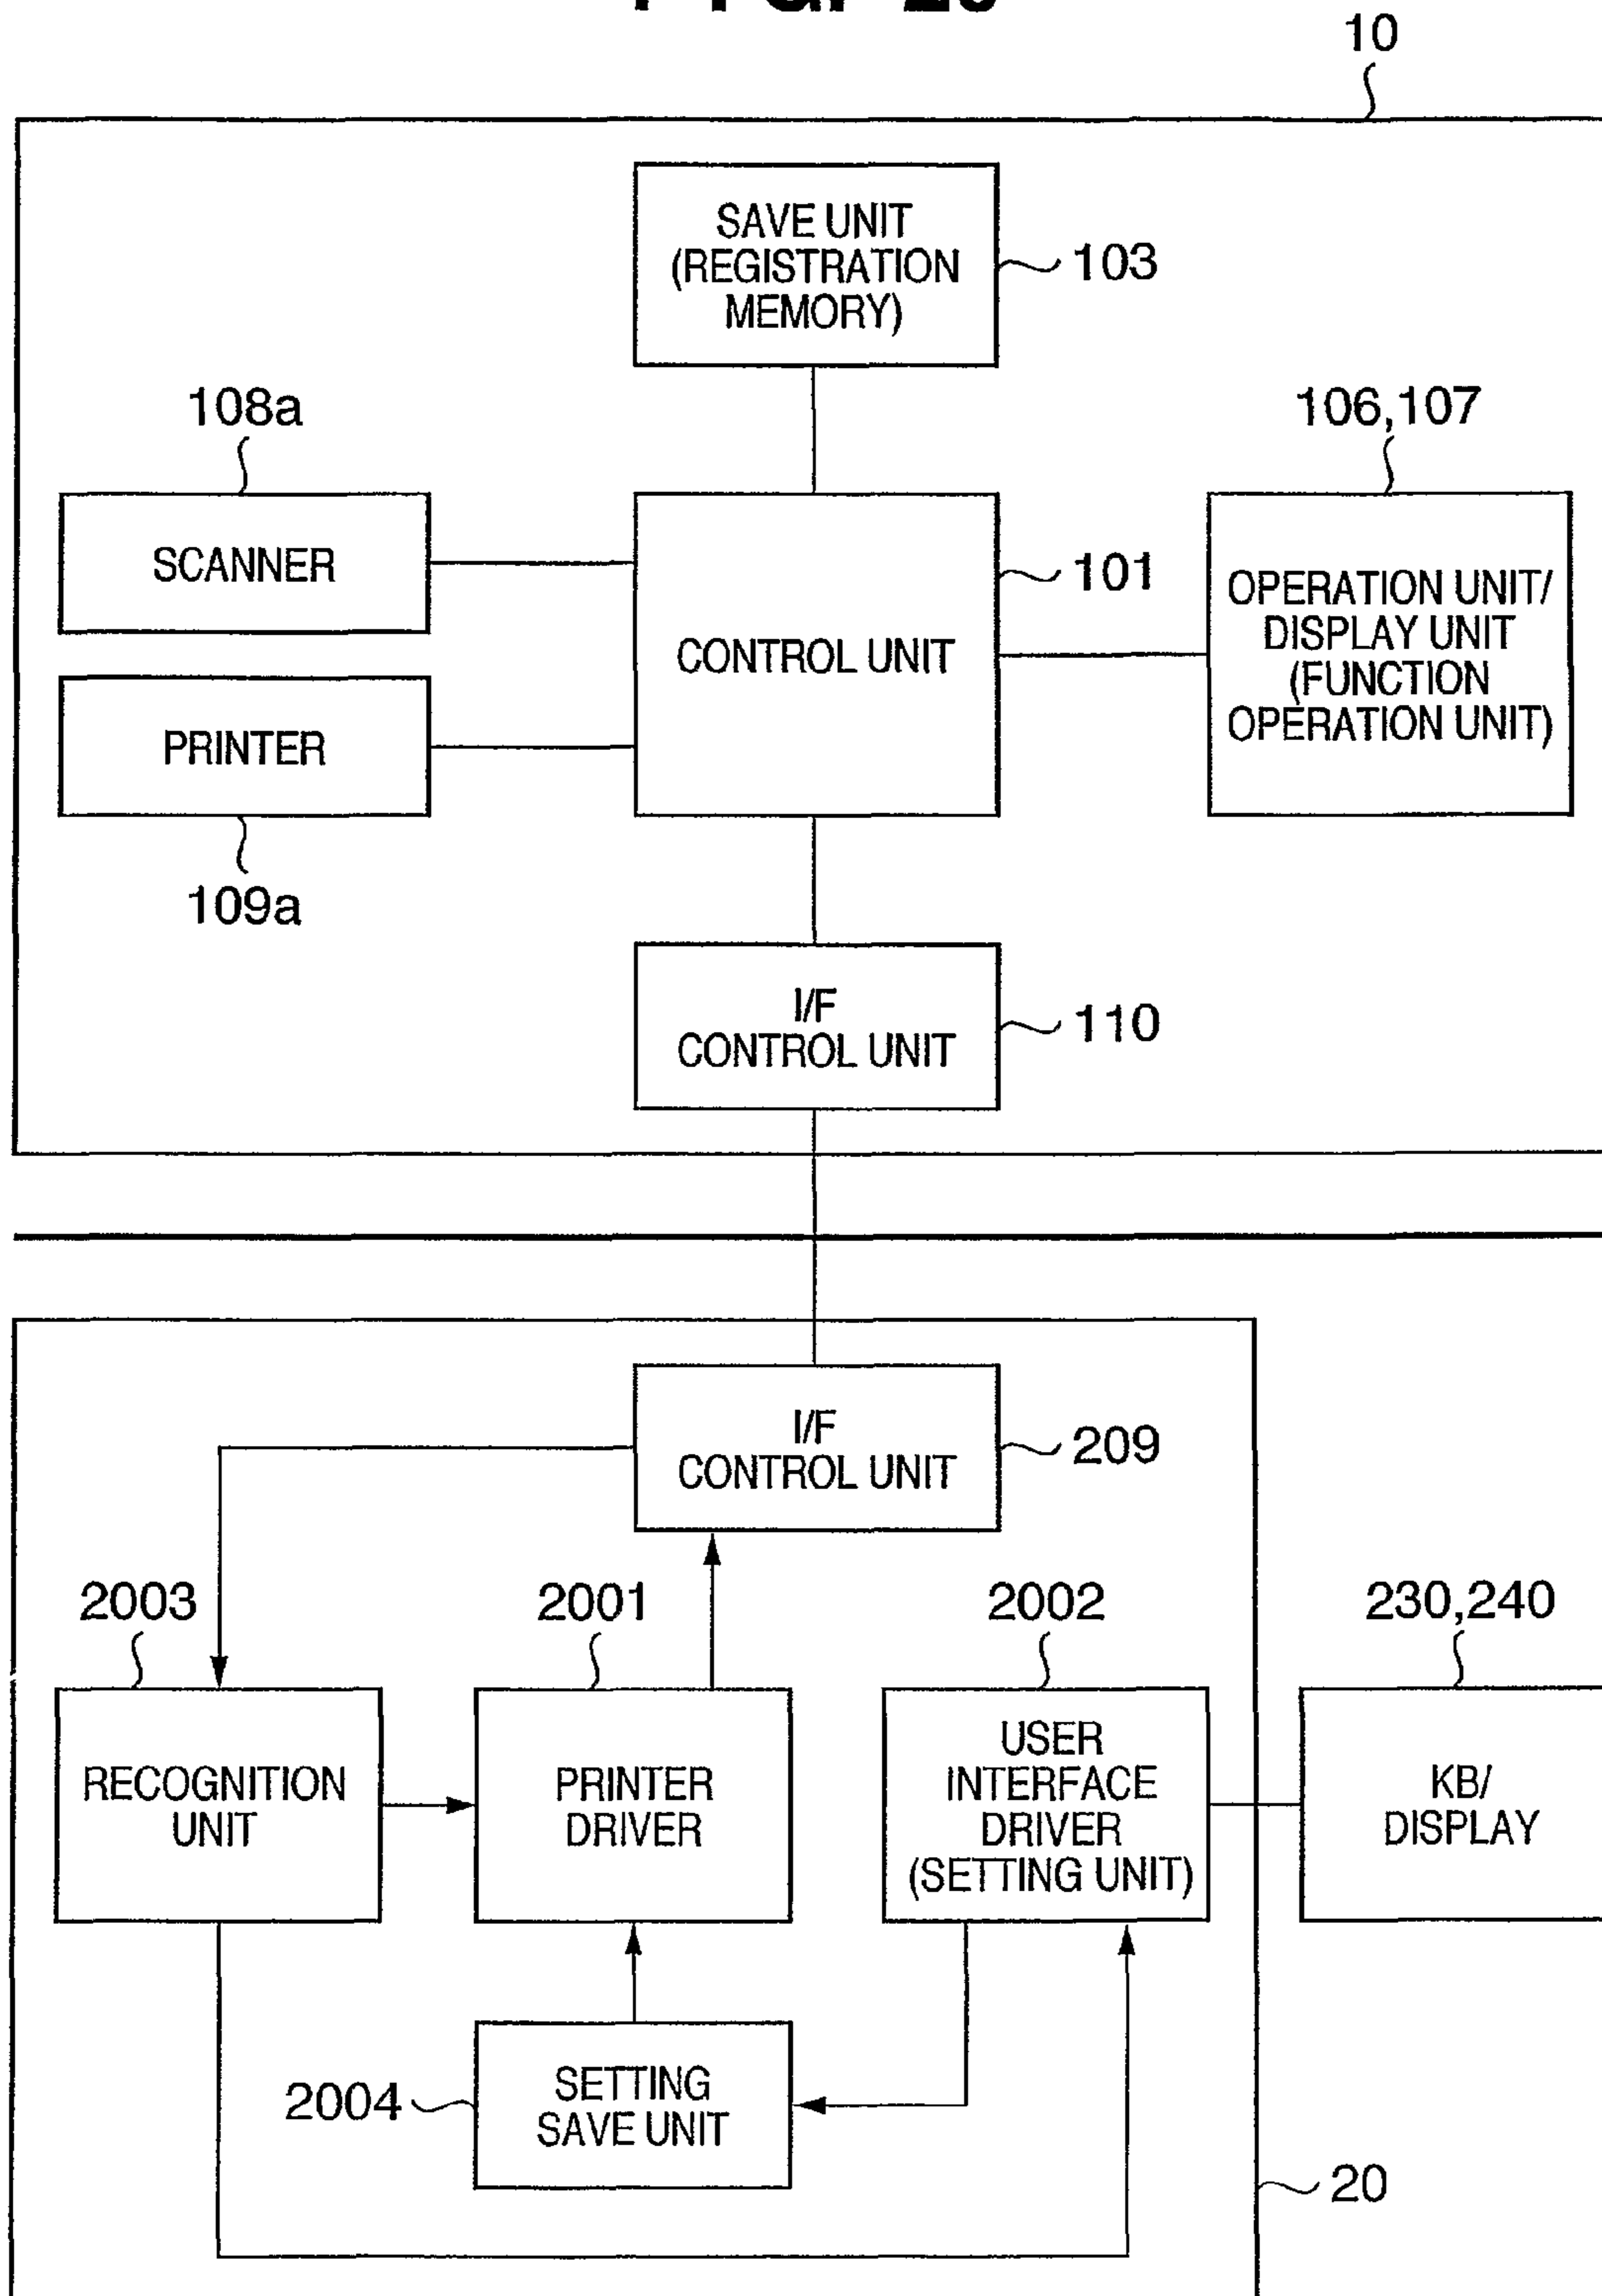 10
SAVE UNIT
(REGISTRATION
MEMORY)
103
108a
106,107
SCANNER
CONTROL UNIT
101
OPERATION UNIT/
DISPLAY UNIT
(FUNCTION
OPERATION UNIT)
PRINTER
109a
I/F
CONTROL UNIT
110
I/F
CONTROL UNIT
209
2003
2001
2002
230,240
RECOGNITION
UNIT
PRINTER
DRIVER
USER
INTERFACE
DRIVER
(SETTING UNIT)
KB/
DISPLAY
2004
SETTING
SAVE UNIT
20